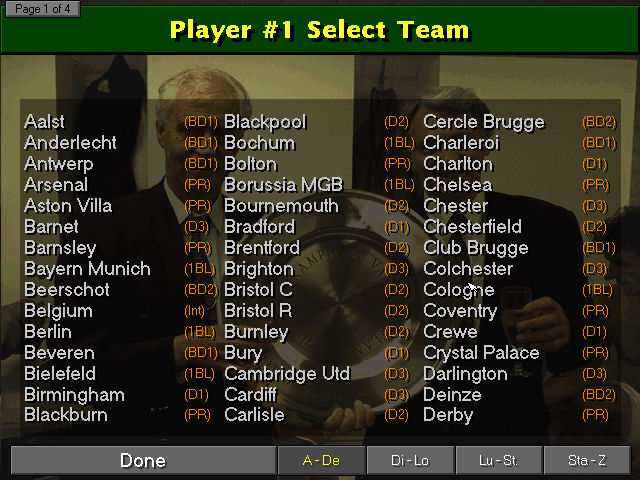 Page 1 of 4
Player #1 Select Team
Aalst (BD1) Blackpool (D2) Cercle Brugge (BD2)
Anderlecht (BD1) Bochum (1BL) Charleroi (BD1)
Antwerp (BD1) Bolton (PR) Charlton (D1)
Arsenal (PR) Borussia MGB (1BL) Chelsea (PR)
Aston Villa (PR) Bournemouth (D2) Chester (D3)
Barnet (D3) Bradford (D1) Chesterfield (D2)
Barnsley (PR) Brentford (D2) Club Brugge (BD1)
Bayern Munich (1BL) Brighton (D3) Colchester (D3)
Beerschot (BD2) Bristol C (D2) Cologne (1BL)
Belgium (Int) Bristol R (D2) Coventry (PR)
Berlin (1BL) Burnley (D2) Crewe (D1)
Beveren (BD1) Bury (D1) Crystal Palace (PR)
Bielefeld (1BL) Cambridge Utd (D3) Darlington (D3)
Birmingham (D1) Cardiff (D3) Deinze (BD2)
Blackburn (PR) Carlisle (D2) Derby (PR)
Done A - De Di - Lo Lu - St. Sta - Z